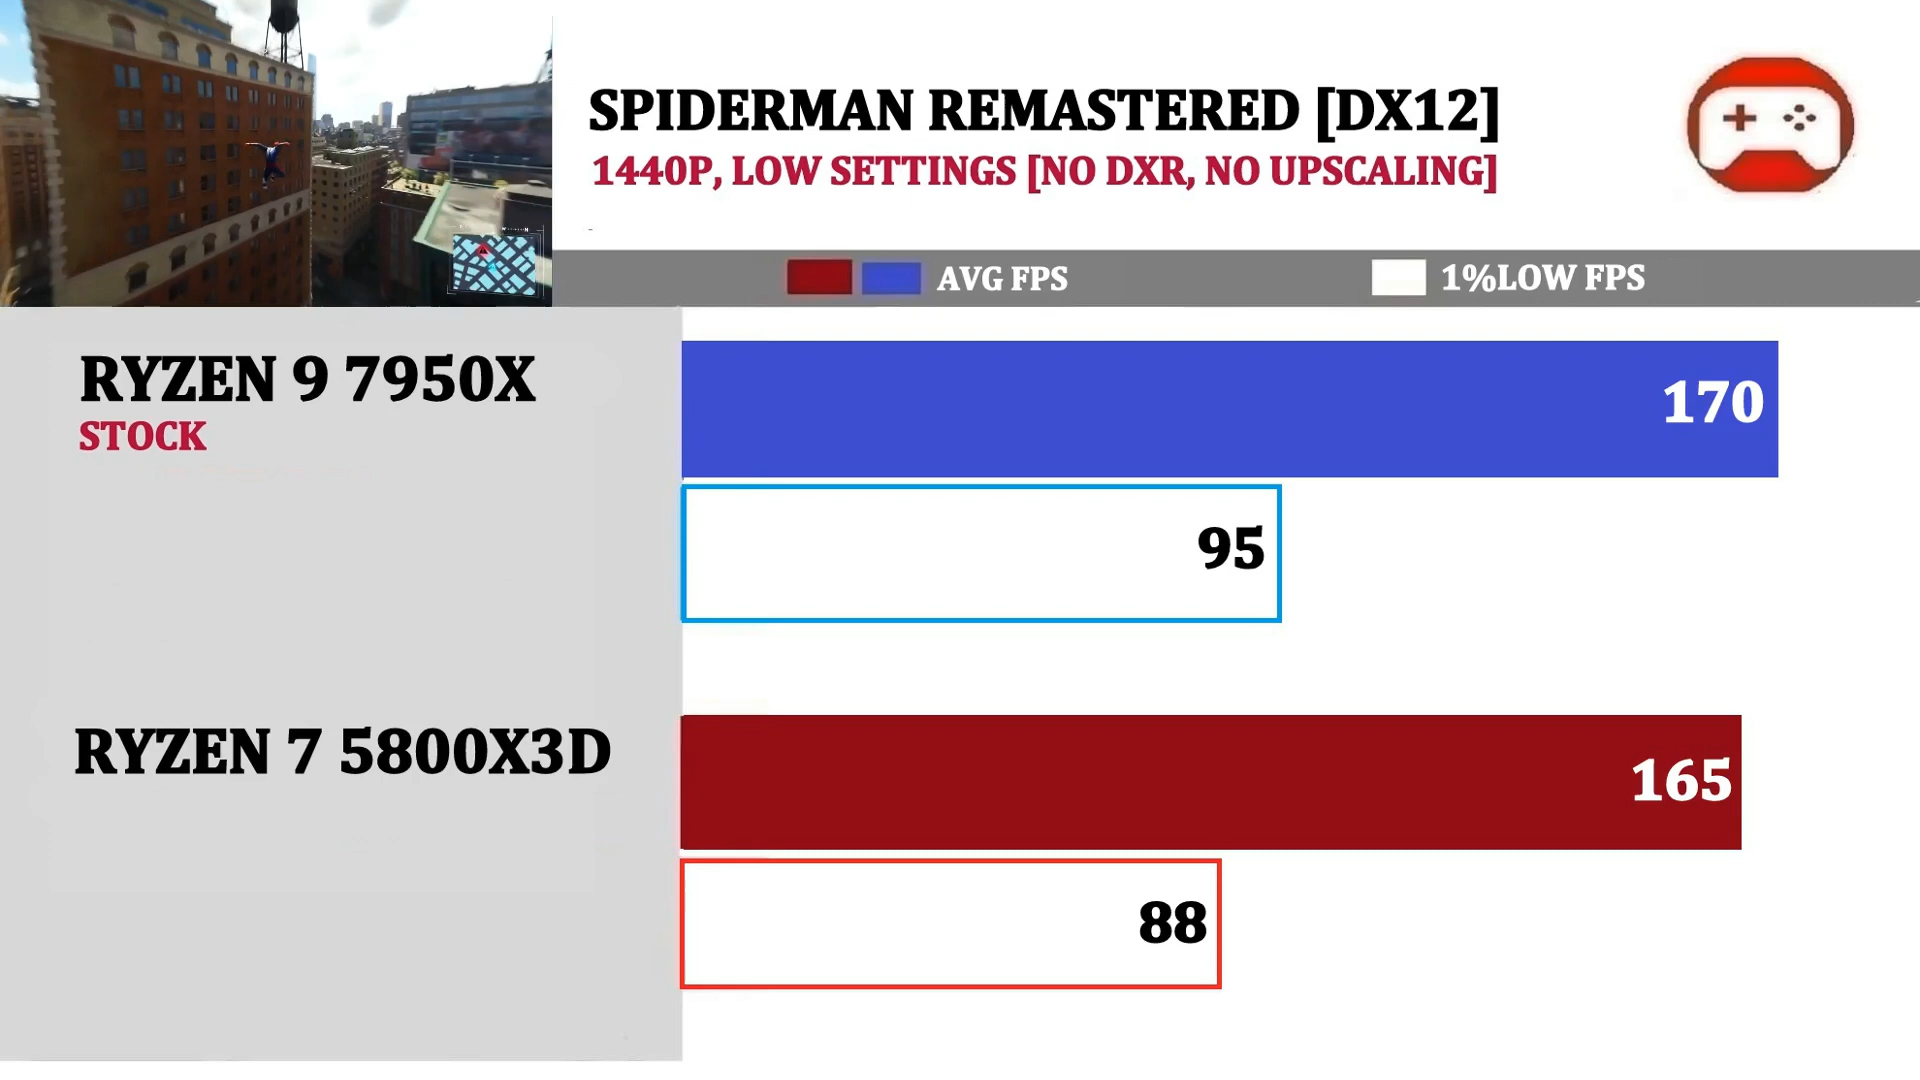 SPIDERMAN REMASTERED [DX12]
1440P, LOW SETTINGS [NO DXR, NO UPSCALING]
AVG FPS
1%LOW FPS
RYZEN 9 7950X
STOCK
170
95
RYZEN 7 5800X3D
165
88